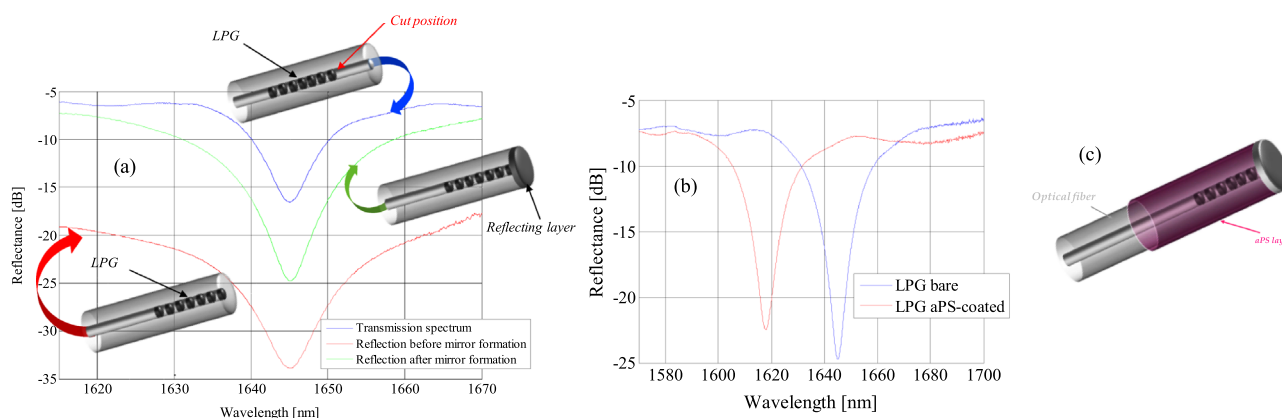 LPG
Cut position
-5
-10
-15
-20
-25
-30
-35
Reflectance [dB]
(a)
Reflecting layer
LPG
Transmission spectrum
Reflection before mirror formation
Reflection after mirror formation
1620 1630 1640 1650 1660 1670
Wavelength [nm]
-5
-10
-15
-20
-25
Reflectance [dB]
(b)
LPG bare
LPG aPS-coated
1580 1600 1620 1640 1660 1680 1700
Wavelength [nm]
(c)
Optical fiber
aPS lay